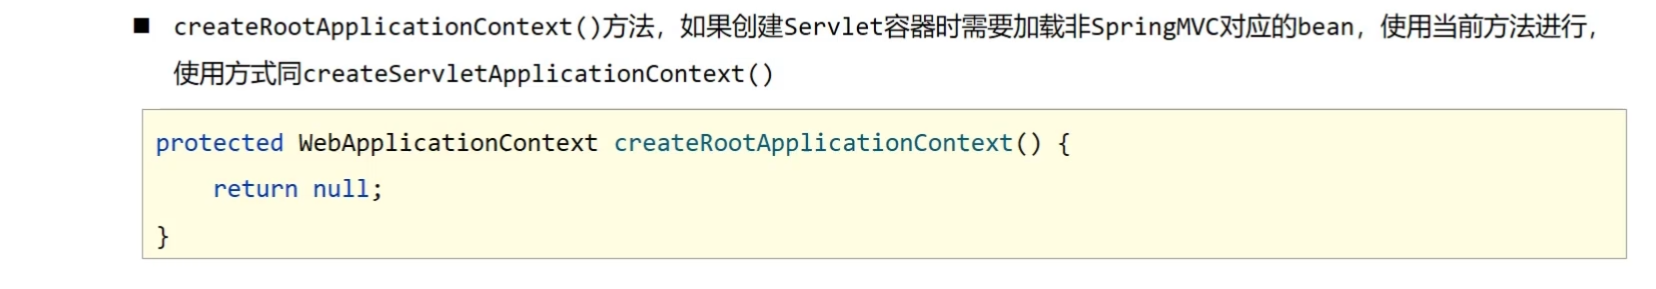 ■ createRootApplicationContext()方法，如果创建Servlet容器时需要加载非SpringMVC对应的bean，使用当前方法进行，
使用方式同createServletApplicationContext()
protected WebApplicationContext createRootApplicationContext() {
    return null;
}